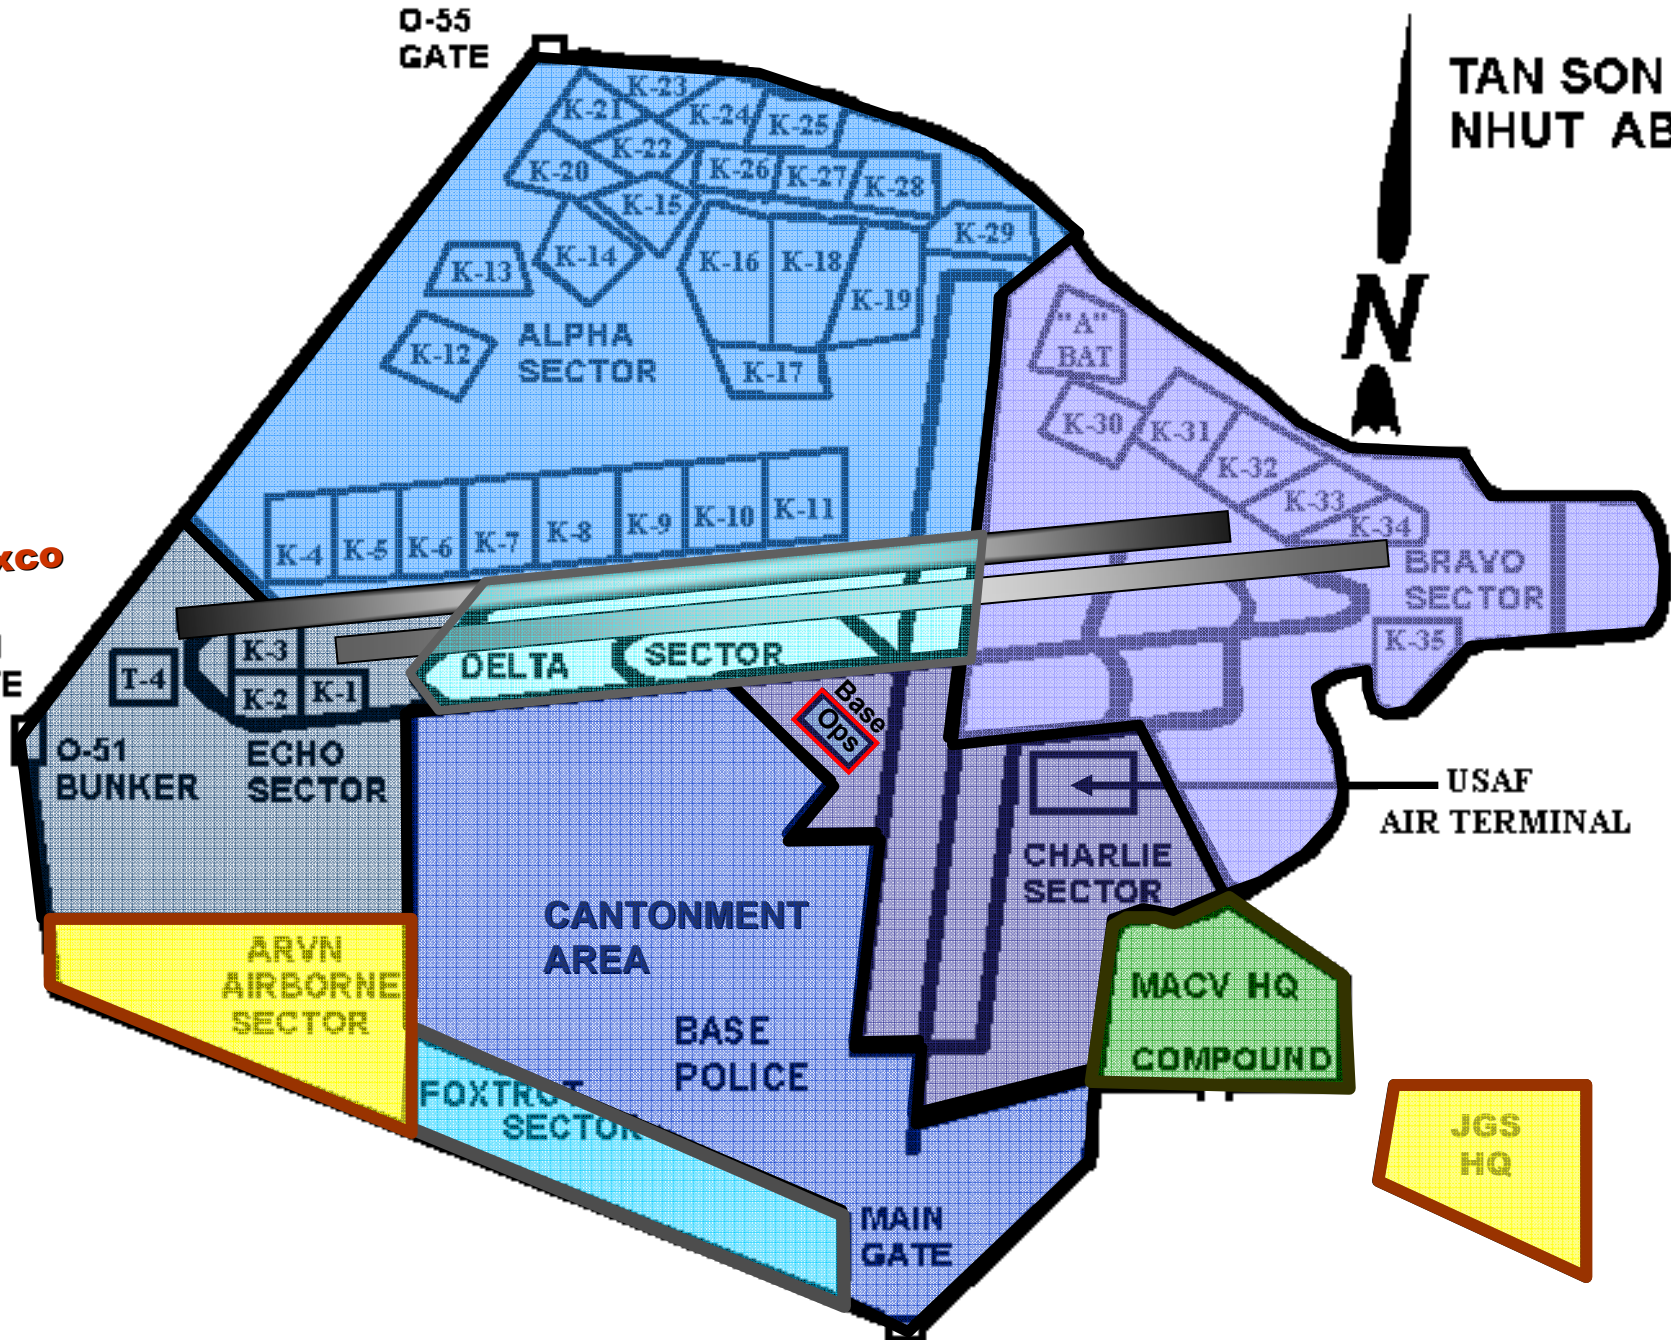 O-55
GATE
TAN SON
NHUT AB
N
K-23
K-21
K-24
K-25
K-22
K-20
K-26
K-27
K-28
K-15
K-29
K-14
K-13
K-16
K-18
K-19
K-12
ALPHA
SECTOR
K-17
"A"
BAT
K-30
K-31
K-32
K-33
K-34
K-4
K-5
K-6
K-7
K-8
K-9
K-10
K-11
BRAVO
SECTOR
K-35
xco
E
T-4
K-3
K-2
K-1
DELTA SECTOR
Base
Ops
O-51
BUNKER
ECHO
SECTOR
USAF
AIR TERMINAL
CHARLIE
SECTOR
CANTONMENT
AREA
ARVN
AIRBORNE
SECTOR
MACV HQ
COMPOUND
BASE
POLICE
FOXTROT
SECTOR
JGS
HQ
MAIN
GATE